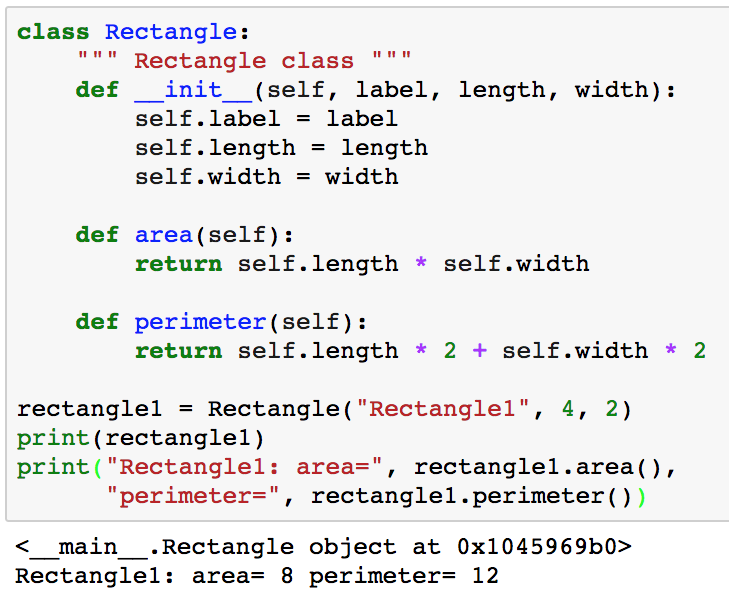 class Rectangle:
    """ Rectangle class """
    def __init__(self, label, length, width):
        self.label = label
        self.length = length
        self.width = width

    def area(self):
        return self.length * self.width

    def perimeter(self):
        return self.length * 2 + self.width * 2

rectangle1 = Rectangle("Rectangle1", 4, 2)
print(rectangle1)
print("Rectangle1: area=", rectangle1.area(),
      "perimeter=", rectangle1.perimeter())
<__main__.Rectangle object at 0x1045969b0>
Rectangle1: area= 8 perimeter= 12